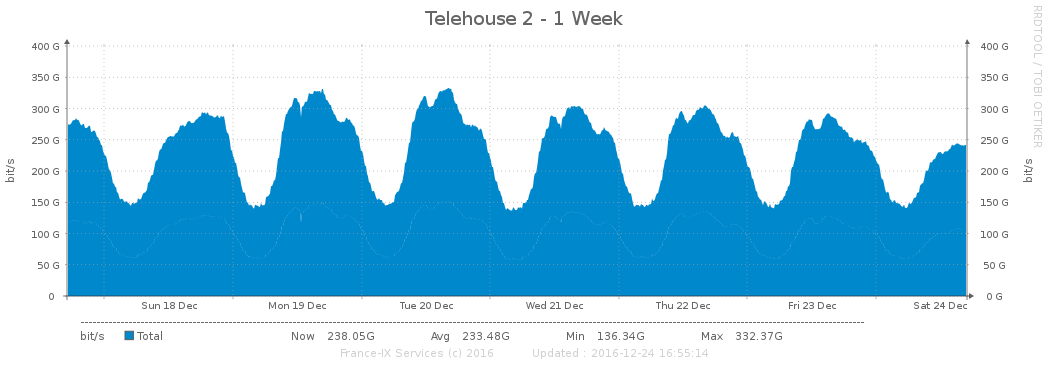 Telehouse 2 - 1 Week
RRDTOOL / TOBI OETIKER
400 G 400 G
350 G 350 G
300 G 300 G
250 G 250 G
200 G 200 G
150 G 150 G
100 G 100 G
50 G 50 G
0 0 G
bit/s
bit/s
Sun 18 Dec Mon 19 Dec Tue 20 Dec Wed 21 Dec Thu 22 Dec Fri 23 Dec Sat 24 Dec
bit/s Total Now 238.05G Avg 233.48G Min 136.34G Max 332.37G
France-IX Services (c) 2016 Updated : 2016-12-24 16:55:14